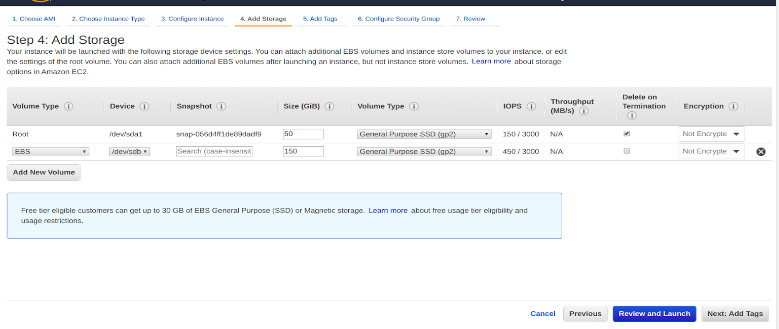 1. Choose AMI 2. Choose Instance Type 3. Configure Instance 4. Add Storage 5. Add Tags 6. Configure Security Group 7. Review
Step 4: Add Storage
Your instance will be launched with the following storage device settings. You can attach additional EBS volumes and instance store volumes to your instance, or edit
the settings of the root volume. You can also attach additional EBS volumes after launching an instance, but not instance store volumes. Learn more about storage
options in Amazon EC2.
Volume Type Device Snapshot Size (GiB) Volume Type IOPS Throughput (MB/s) Delete on Termination Encryption
Root /dev/sda1 snap-056d4ff1de89dadf9 50 General Purpose SSD (gp2) 150 / 3000 N/A Not Encrypte
EBS /dev/sdb Search (case-insensit 150 General Purpose SSD (gp2) 450 / 3000 N/A Not Encrypte
Add New Volume
Free tier eligible customers can get up to 30 GB of EBS General Purpose (SSD) or Magnetic storage. Learn more about free usage tier eligibility and
usage restrictions.
Cancel Previous Review and Launch Next: Add Tags